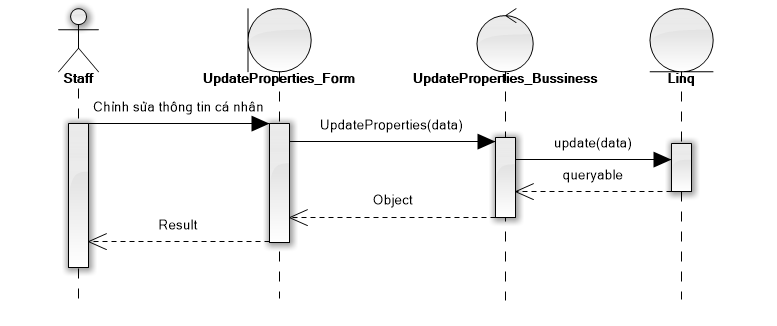 Staff
UpdateProperties_Form
UpdateProperties_Bussiness
Linq
Chỉnh sửa thông tin cá nhân
UpdateProperties(data)
update(data)
queryable
Object
Result